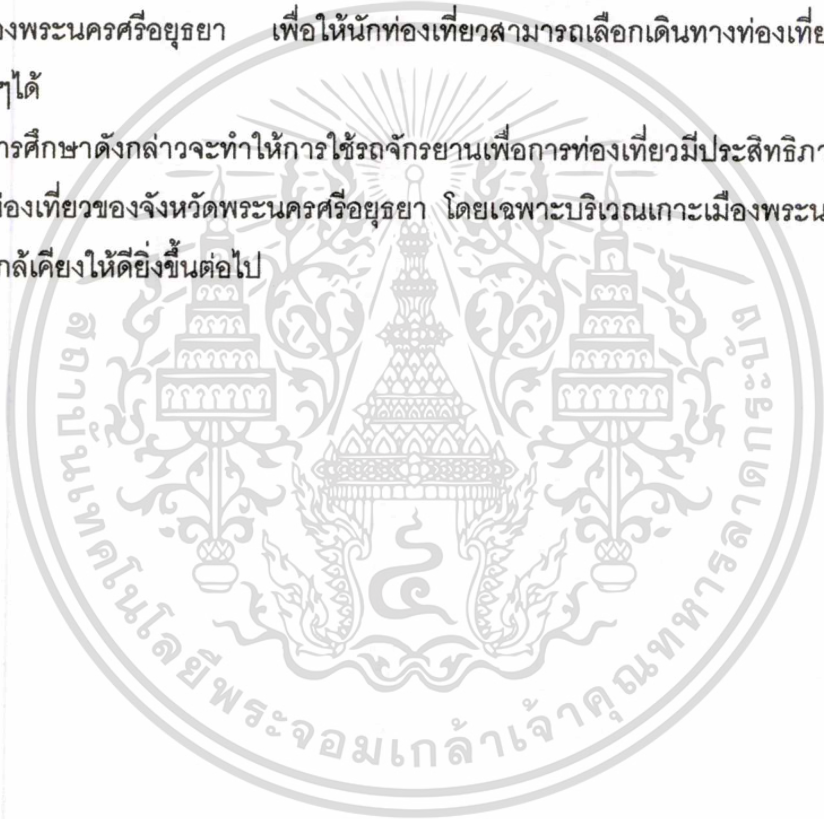 องพระนครศรีอยุธยา เพื่อให้นักท่องเที่ยวสามารถเลือกเดินทางท่องเที่ย
ๆได้
ารศึกษาดังกล่าวจะทำให้การใช้รถจักรยานเพื่อการท่องเที่ยวมีประสิทธิภา
ท่องเที่ยวของจังหวัดพระนครศรีอยุธยา โดยเฉพาะบริเวณเกาะเมืองพระน
กล้เคียงให้ดียิ่งขึ้นต่อไป
สถาบันเทคโนโลยีพระจอมเกล้าเจ้าคุณทหารลาดกระบัง
๔